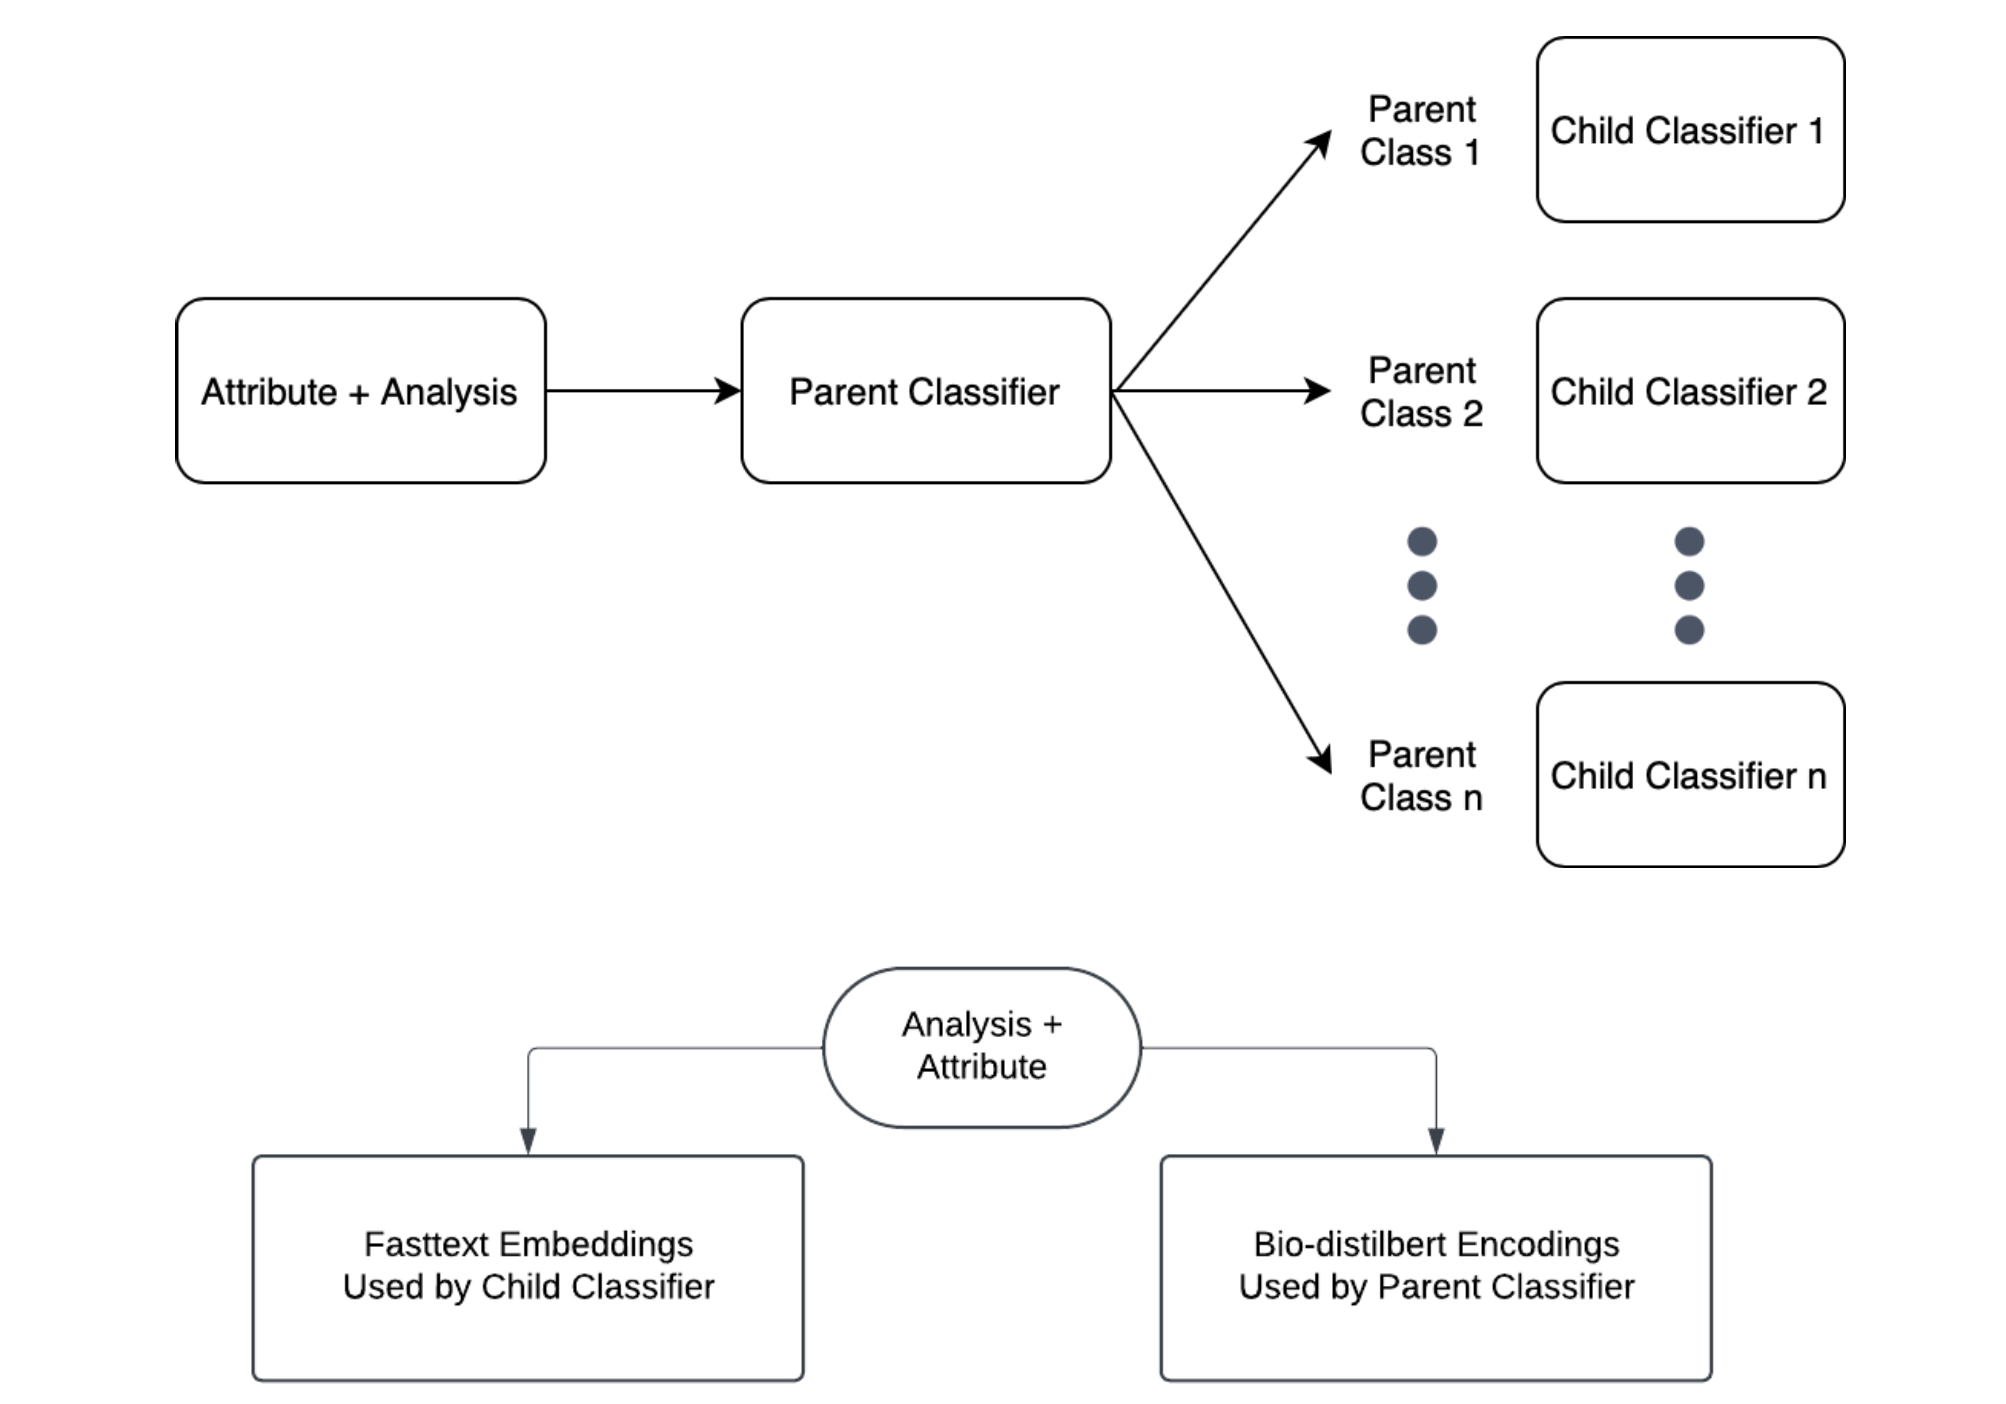 Parent
Class 1
Child Classifier 1
Attribute + Analysis
Parent Classifier
Parent
Class 2
Child Classifier 2
Parent
Class n
Child Classifier n
Analysis +
Attribute
Fasttext Embeddings
Used by Child Classifier
Bio-distilbert Encodings
Used by Parent Classifier